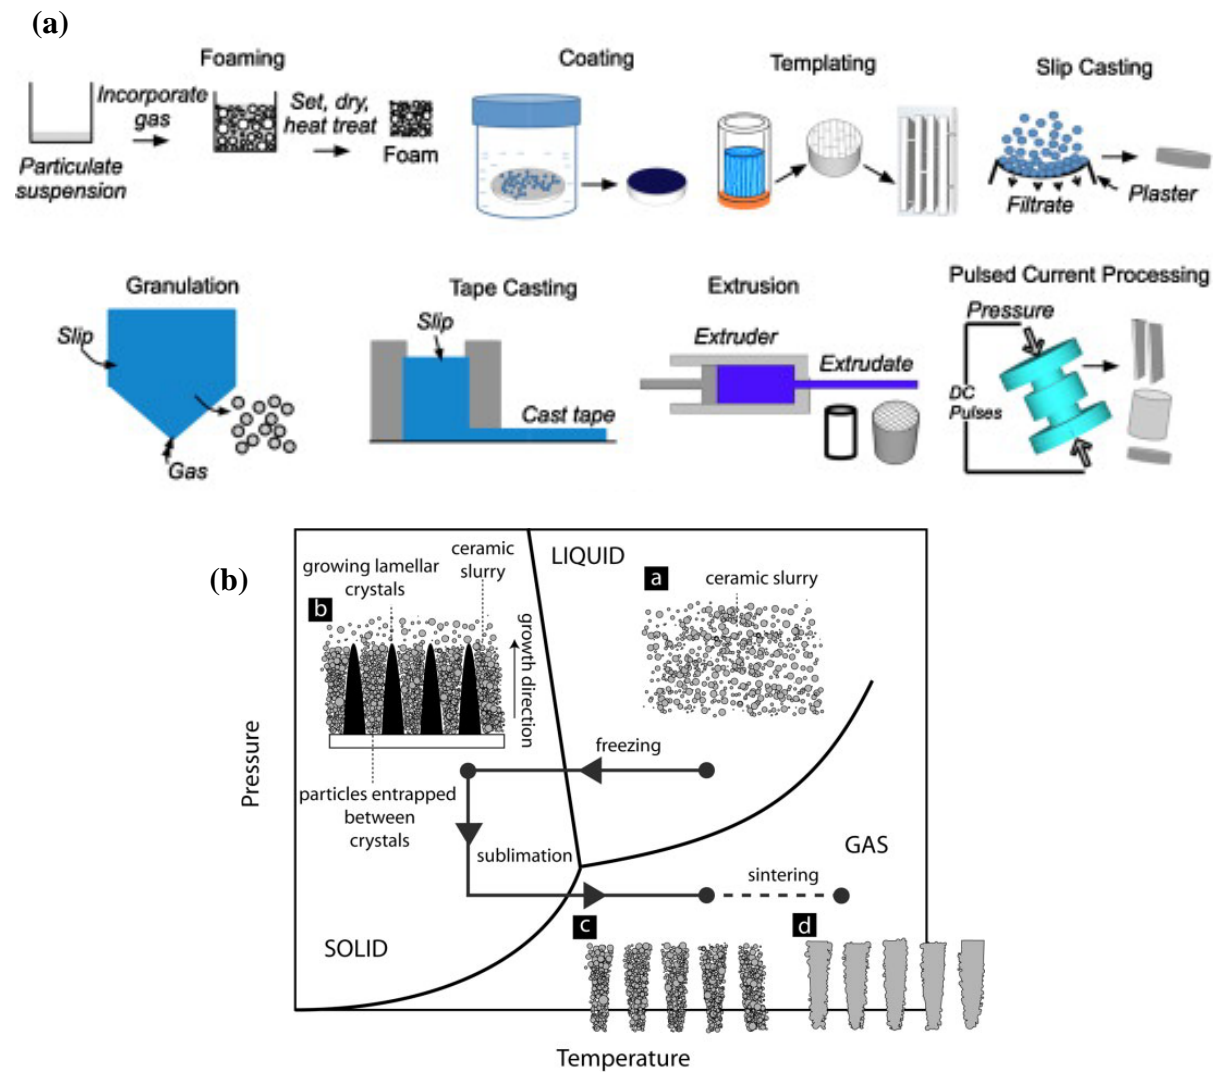 (a)
Foaming
Incorporate
gas
Set, dry,
heat treat
Foam
Particulate
suspension
Coating
Templating
Slip Casting
Filtrate
Plaster
Granulation
Slip
Gas
Tape Casting
Slip
Cast tape
Extrusion
Extruder
Extrudate
Pulsed Current Processing
Pressure
DC
Pulses
(b)
growing lamellar
crystals
ceramic
slurry
b
growth direction
LIQUID
a
ceramic slurry
freezing
particles entrapped
between
crystals
sublimation
GAS
sintering
SOLID
c
d
Pressure
Temperature